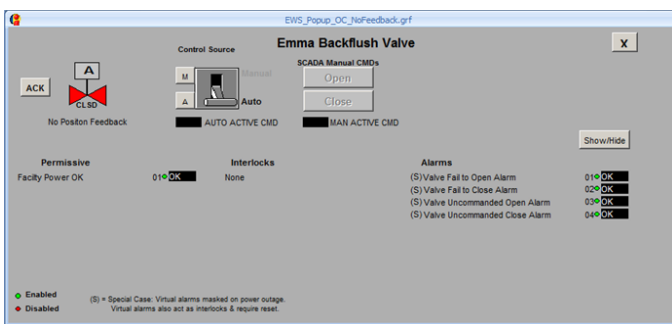 EWS_Popup_OC_NoFeedback.grf
Emma Backflush Valve
X
Control Source
SCADA Manual CMDs
ACK
A
CLSD
No Positon Feedback
M
Manual
A
Auto
Open
Close
AUTO ACTIVE CMD
MAN ACTIVE CMD
Show/Hide
Permissive
Interlocks
Alarms
Facilty Power OK 01 OK
None
(S) Valve Fail to Open Alarm 01 OK
(S) Valve Fail to Close Alarm 02 OK
(S) Valve Uncommanded Open Alarm 03 OK
(S) Valve Uncommanded Close Alarm 04 OK
Enabled
Disabled
(S) = Special Case: Virtual alarms masked on power outage.
Virtual alarms also act as interlocks & require reset.